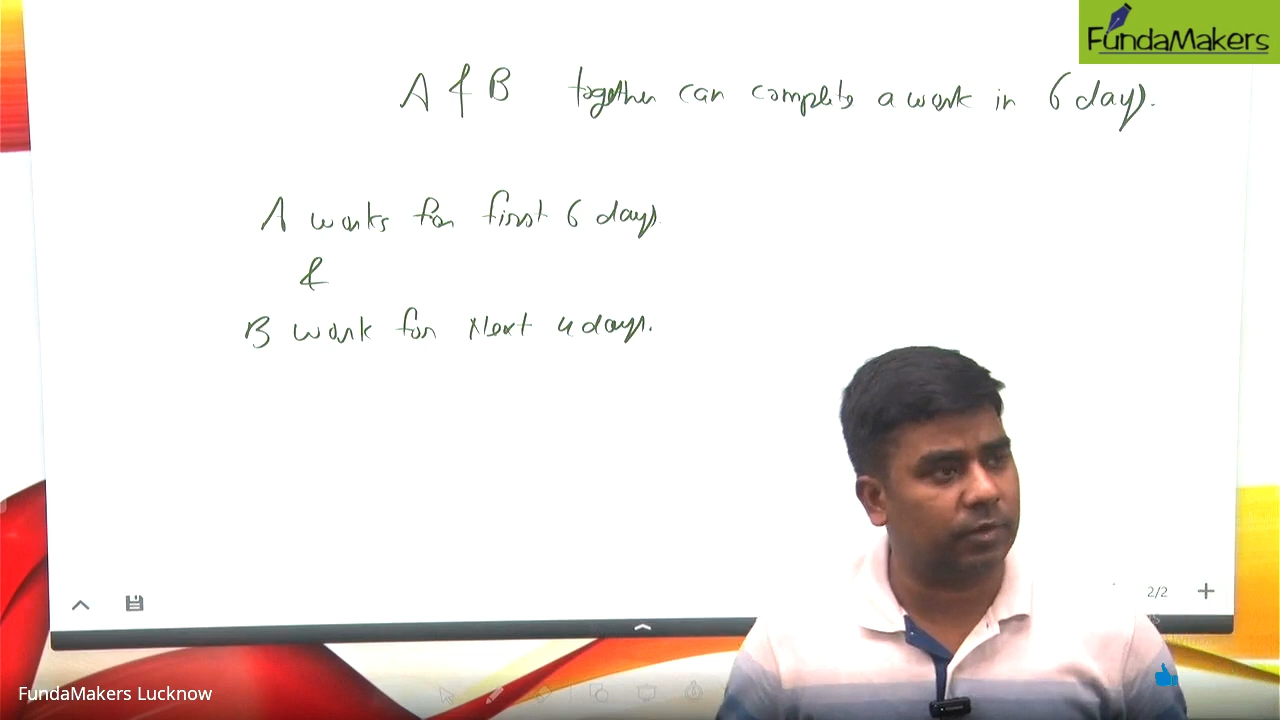 FundaMakers
A & B together can complete a work in 6 days.
A works for first 6 days
&
B work for Next 4 days.
2/2
FundaMakers Lucknow